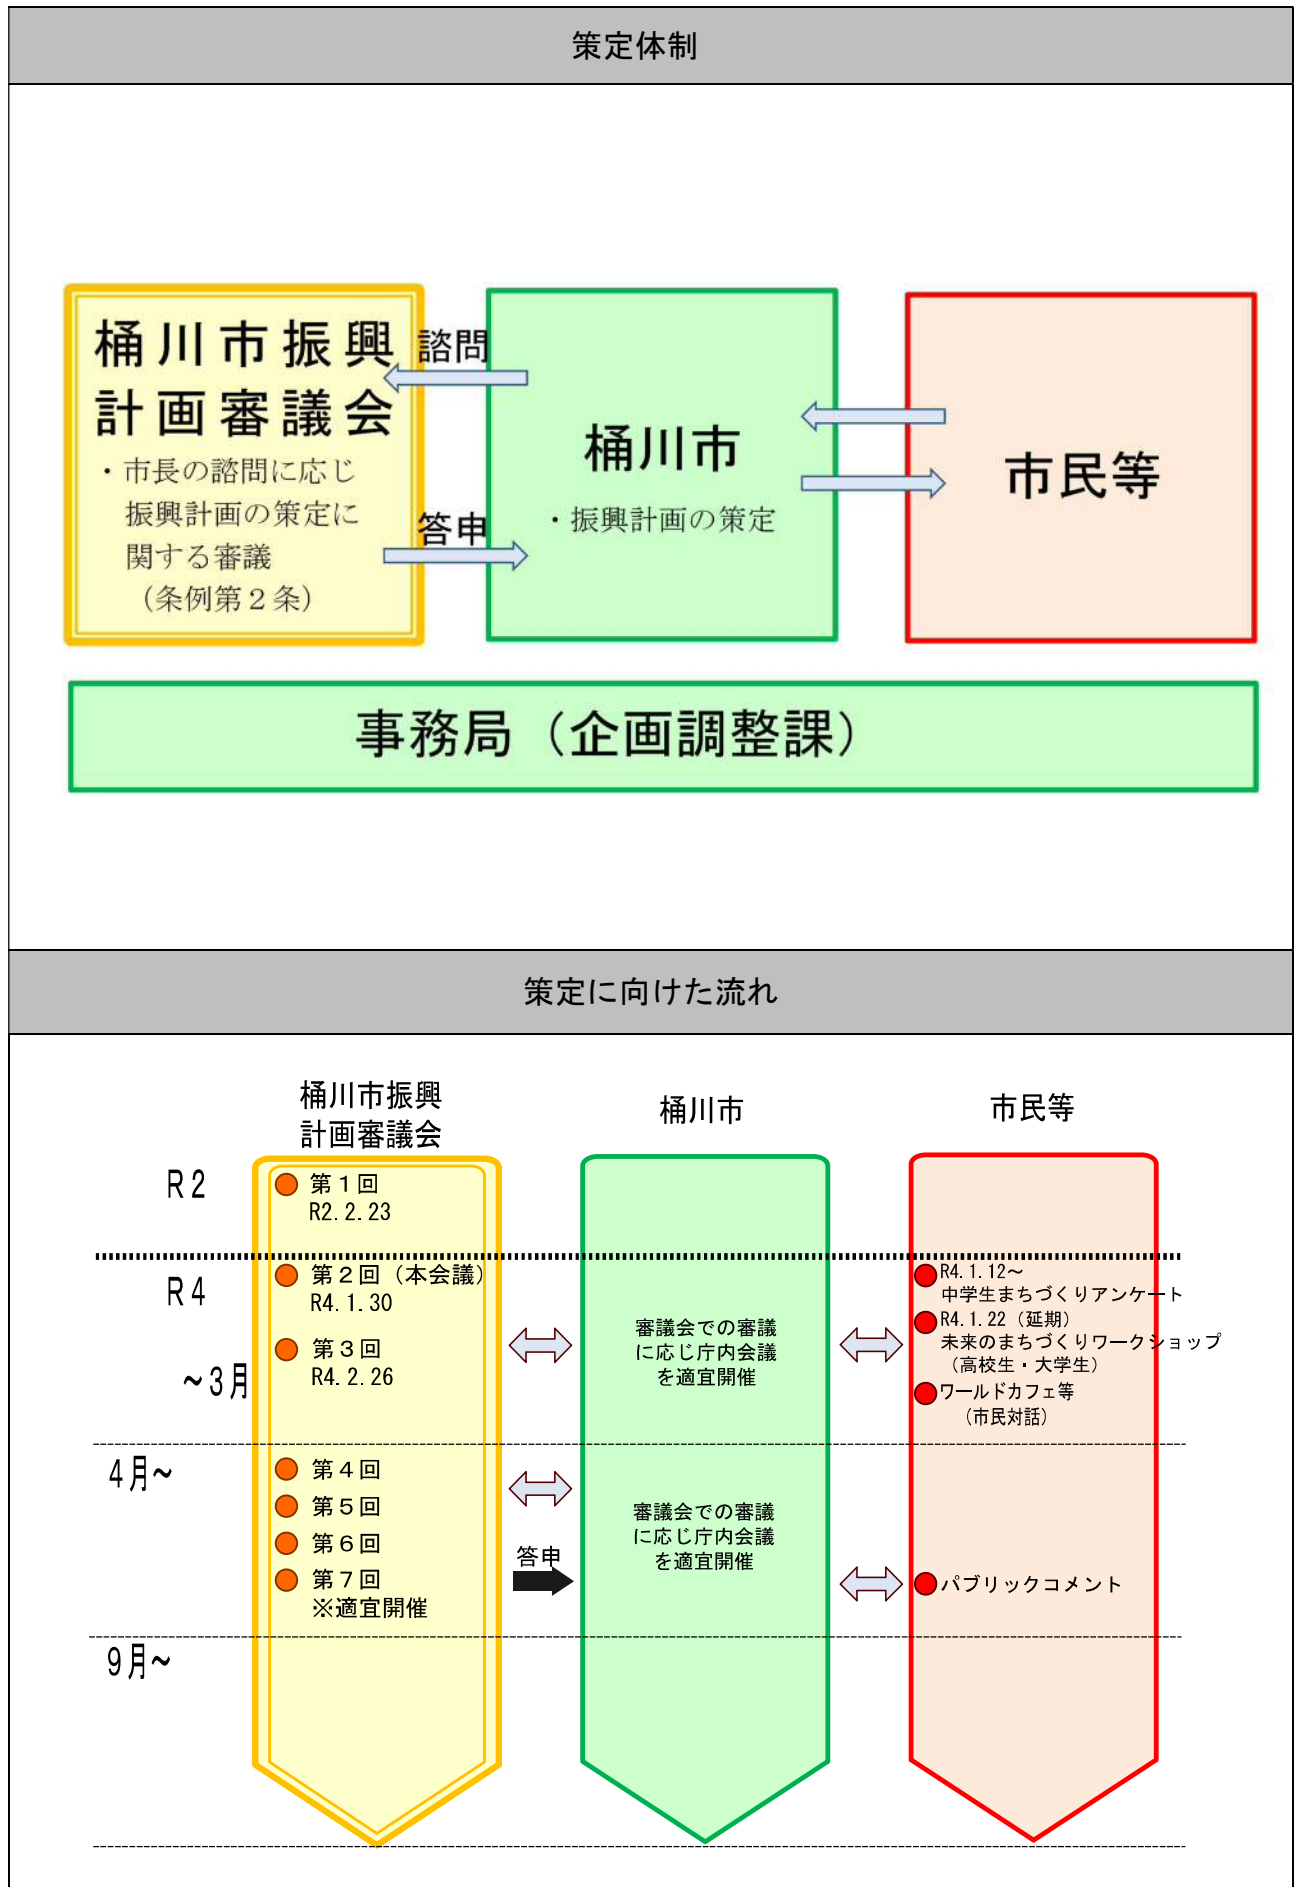 策定体制
桶川市振興
計画審議会
・市長の諮問に応じ
振興計画の策定に
関する審議
（条例第２条）
諮問
答申
桶川市
・振興計画の策定
市民等
事務局（企画調整課）
策定に向けた流れ
桶川市振興
計画審議会
桶川市
市民等
R2
第１回
R2.2.23
R4
～3月
第２回（本会議）
R4.1.30
第３回
R4.2.26
審議会での審議
に応じ庁内会議
を適宜開催
R4.1.12～
中学生まちづくりアンケート
R4.1.22（延期）
未来のまちづくりワークショップ
（高校生・大学生）
ワールドカフェ等
（市民対話）
4月～
第４回
第５回
第６回
第７回
※適宜開催
答申
審議会での審議
に応じ庁内会議
を適宜開催
パブリックコメント
9月～